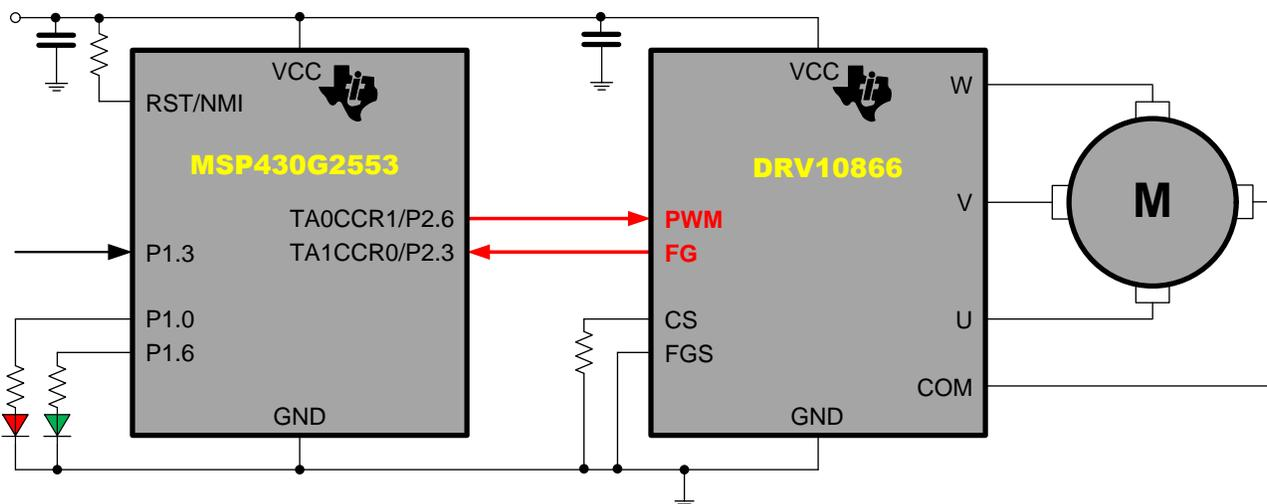 VCC
RST/NMI
MSP430G2553
TA0CCR1/P2.6
P1.3
TA1CCR0/P2.3
P1.0
P1.6
GND
VCC
W
DRV10866
PWM
V
FG
CS
U
FGS
COM
GND
M